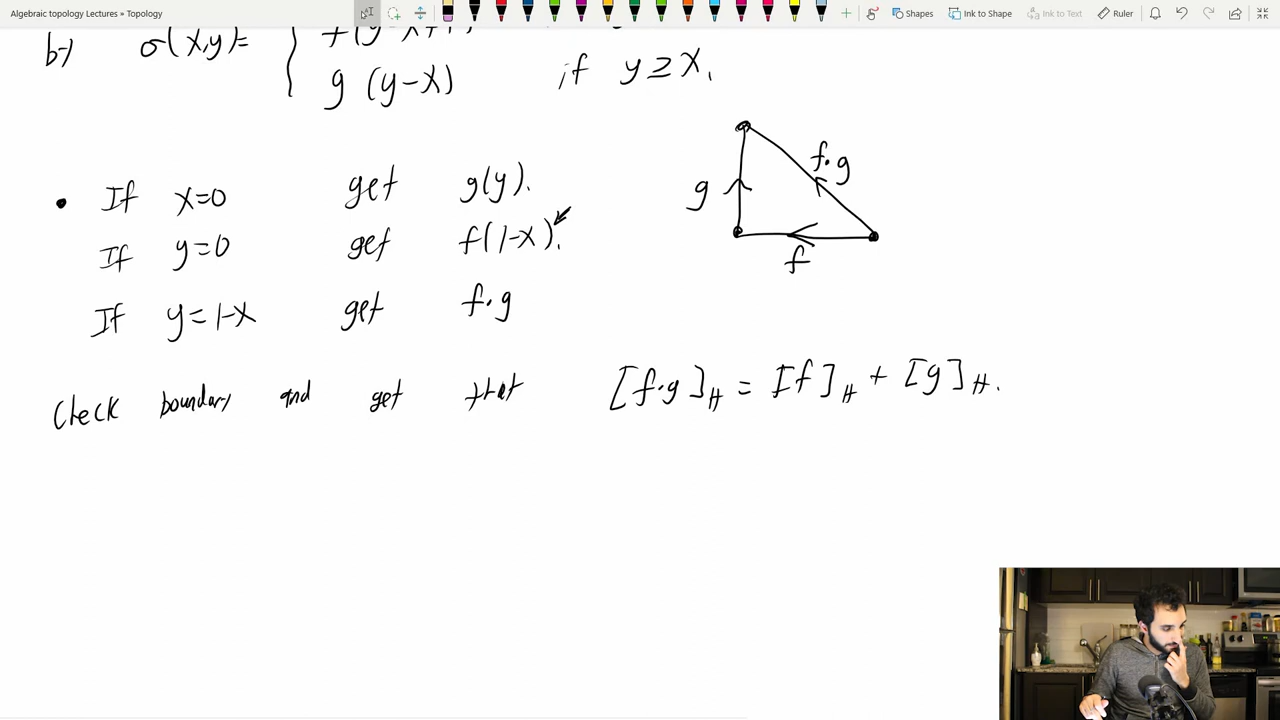 Algebraic topology Lectures » Topology
Shapes Ink to Shape Ink to Text Ruler
b-) σ(x,y)= {
g (y-x) if y≥x.
• If x=0 get g(y).
If y=0 get f(1-x).
If y=1-x get f·g
g
f·g
f
Check boundary and get that [f·g]_H = [f]_H + [g]_H.